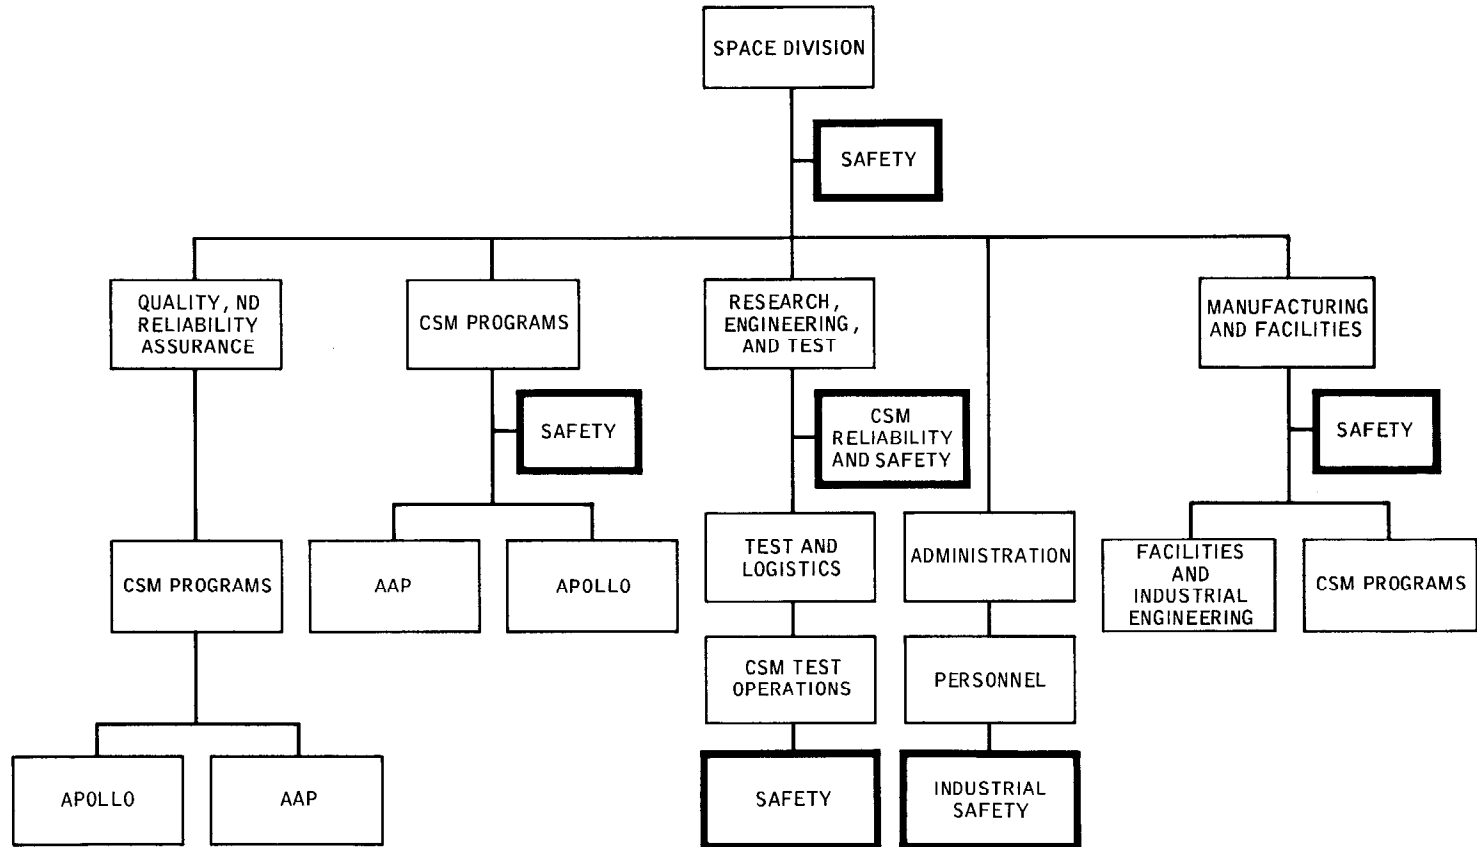 SPACE DIVISION
SAFETY
QUALITY, ND
RELIABILITY
ASSURANCE
CSM PROGRAMS
RESEARCH,
ENGINEERING,
AND TEST
MANUFACTURING
AND FACILITIES
SAFETY
CSM
RELIABILITY
AND SAFETY
SAFETY
CSM PROGRAMS
AAP
APOLLO
TEST AND
LOGISTICS
ADMINISTRATION
FACILITIES
AND
INDUSTRIAL
ENGINEERING
CSM PROGRAMS
CSM TEST
OPERATIONS
PERSONNEL
APOLLO
AAP
SAFETY
INDUSTRIAL
SAFETY